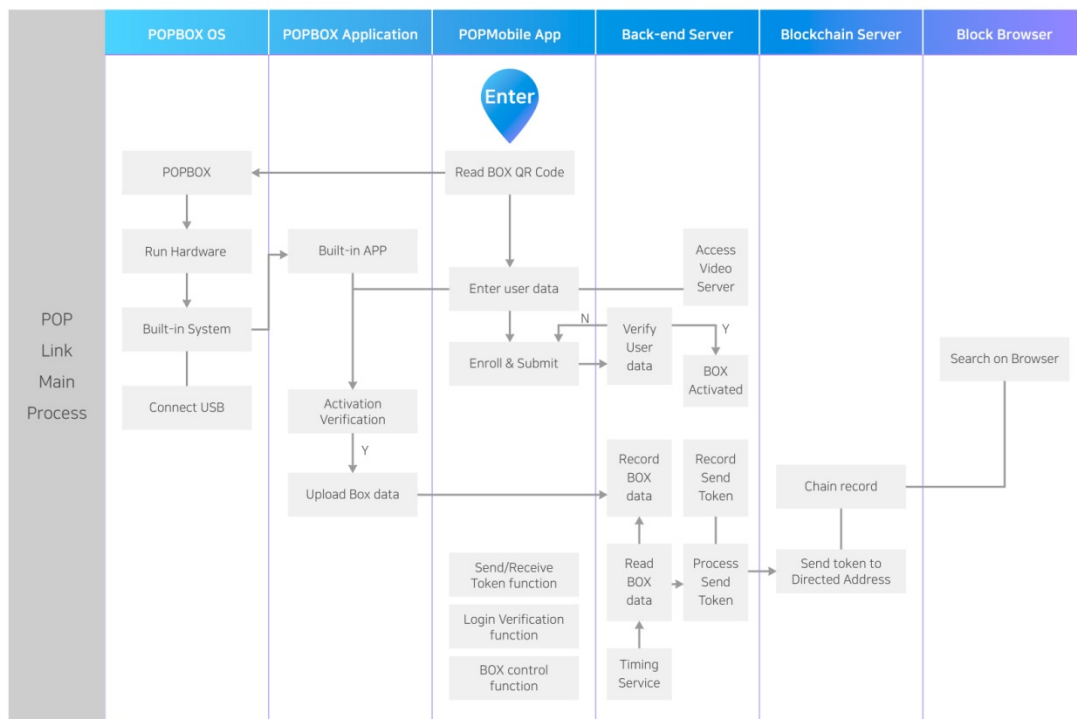 POPBOX OS
POPBOX Application
POPMobile App
Back-end Server
Blockchain Server
Block Browser
POP
Link
Main
Process
Enter
POPBOX
Read BOX QR Code
Run Hardware
Built-in APP
Access
Video
Server
Enter user data
Built-in System
N
Verify
User
data
Y
Enroll & Submit
BOX
Activated
Search on Browser
Connect USB
Activation
Verification
Y
Upload Box data
Record
BOX
data
Record
Send
Token
Chain record
Send/Receive
Token function
Read
BOX
data
Process
Send
Token
Send token to
Directed Address
Login Verification
function
BOX control
function
Timing
Service